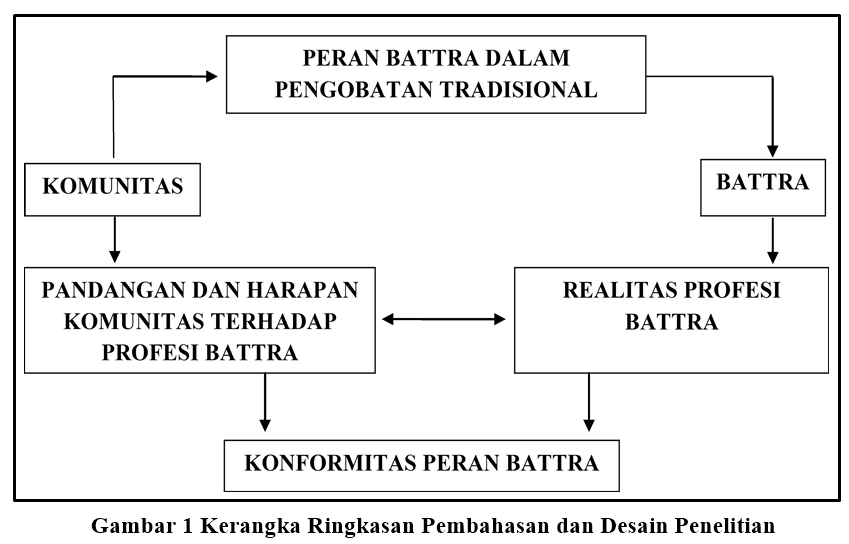 PERAN BATTRA DALAM
PENGOBATAN TRADISIONAL
KOMUNITAS
BATTRA
PANDANGAN DAN HARAPAN
KOMUNITAS TERHADAP
PROFESI BATTRA
REALITAS PROFESI
BATTRA
KONFORMITAS PERAN BATTRA
Gambar 1 Kerangka Ringkasan Pembahasan dan Desain Penelitian